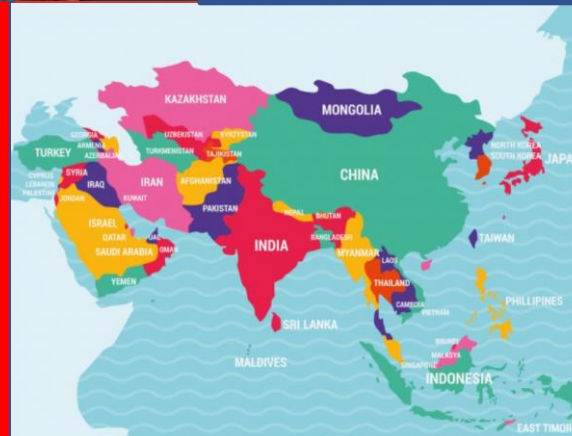 KAZAKHSTAN
MONGOLIA
GEORGIA
UZBEKISTAN
KYRZYSTAN
NORTH KOREA
ARMENIA
TURKEY
AZERBAIJAN
TURKMENISTAN
TAJIKISTAN
SOUTH KOREA
JAPA
SYRIA
CHINA
CYPRUS
LEBANON
PALESTINE
IRAQ
IRAN
AFGHANISTAN
JORDAN
KUWAIT
PAKISTAN
NEPAL
BHUTAN
ISRAEL
QATAR
UAE
BANGLADESH
TAIWAN
SAUDI ARABIA
OMAN
INDIA
MYANMAR
LAOS
YEMEN
THAILAND
CAMBODIA
VIETNAM
PHILLIPINES
SRI LANKA
MALDIVES
BRUNEI
MALASYA
SINGAPORE
INDONESIA
EAST TIMOR